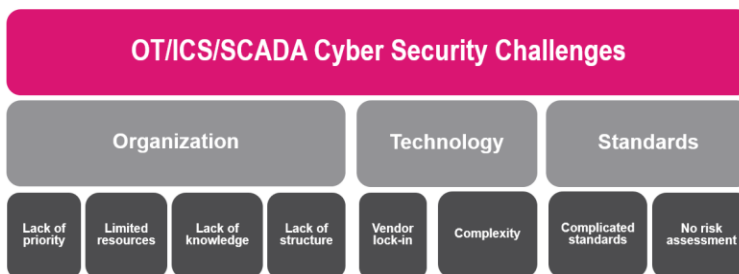 OT/ICS/SCADA Cyber Security Challenges
Organization
Technology
Standards
Lack of
priority
Limited
resources
Lack of
knowledge
Lack of
structure
Vendor
lock-in
Complexity
Complicated
standards
No risk
assessment